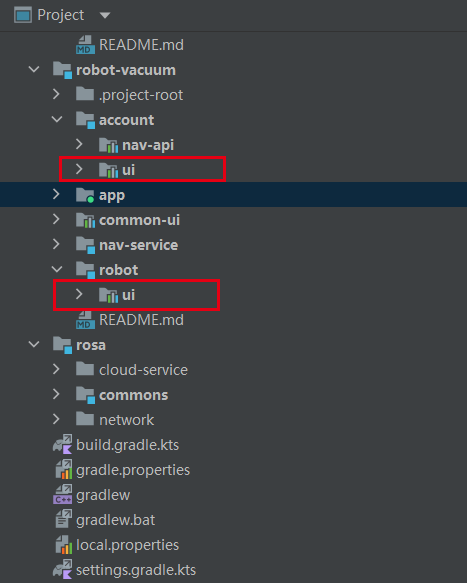 Project
README.md
robot-vacuum
.project-root
account
nav-api
ui
app
common-ui
nav-service
robot
ui
README.md
rosa
cloud-service
commons
network
build.gradle.kts
gradle.properties
gradlew
gradlew.bat
local.properties
settings.gradle.kts